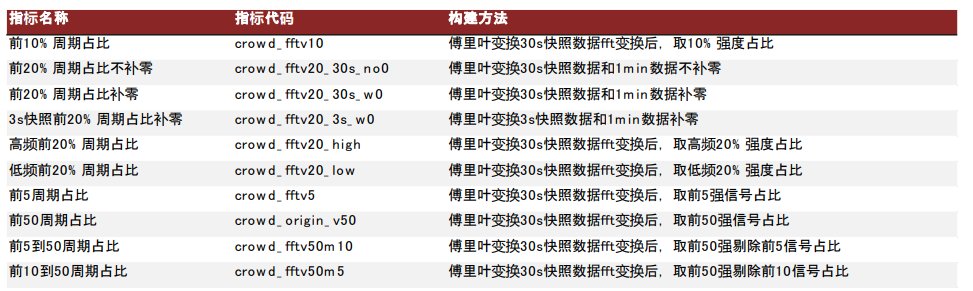 指标名称 指标代码 构建方法
前10% 周期占比 crowd_fftv10 傅里叶变换30s快照数据fft变换后，取10% 强度占比
前20% 周期占比不补零 crowd_fftv20_30s_no0 傅里叶变换30s快照数据和1min数据不补零
前20% 周期占比补零 crowd_fftv20_30s_w0 傅里叶变换30s快照数据和1min数据补零
3s快照前20% 周期占比补零 crowd_fftv20_3s_w0 傅里叶变换3s快照数据和1min数据补零
高频前20% 周期占比 crowd_fftv20_high 傅里叶变换30s快照数据fft变换后，取高频20% 强度占比
低频前20% 周期占比 crowd_fftv20_low 傅里叶变换30s快照数据fft变换后，取低频20% 强度占比
前5周期占比 crowd_fftv5 傅里叶变换30s快照数据fft变换后，取前5强信号占比
前50周期占比 crowd_origin_v50 傅里叶变换30s快照数据fft变换后，取前50强信号占比
前5到50周期占比 crowd_fftv50m10 傅里叶变换30s快照数据fft变换后，取前50强剔除前5信号占比
前10到50周期占比 crowd_fftv50m5 傅里叶变换30s快照数据fft变换后，取前50强剔除前10信号占比